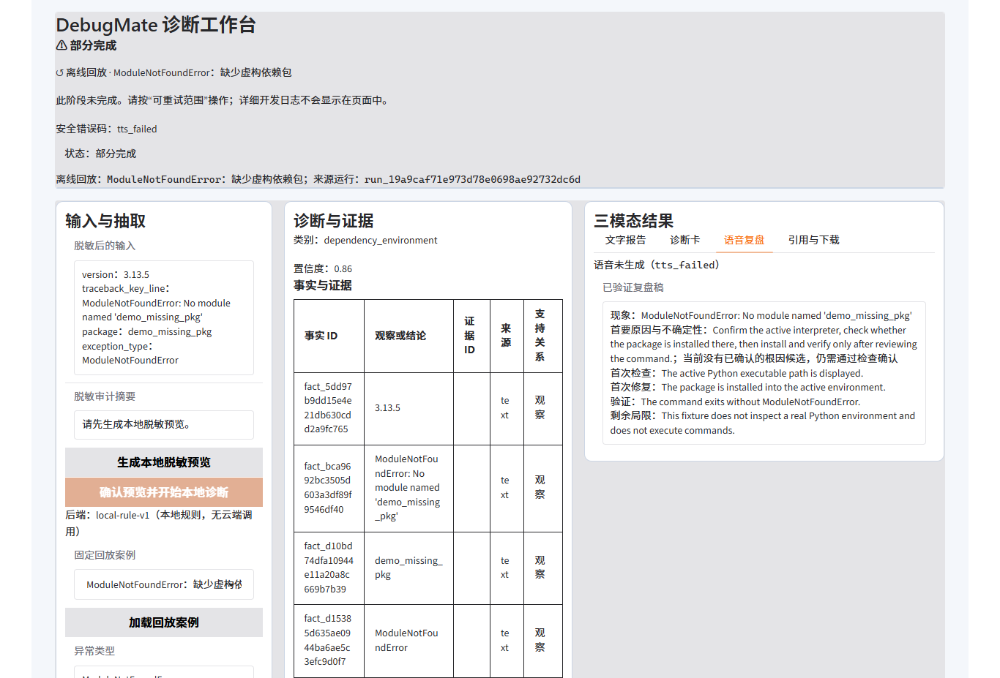 DebugMate 诊断工作台
⚠ 部分完成
↺ 离线回放 · ModuleNotFoundError：缺少虚构依赖包
此阶段未完成。请按“可重试范围”操作；详细开发日志不会显示在页面中。
安全错误码：tts_failed
状态：部分完成
离线回放：ModuleNotFoundError：缺少虚构依赖包；来源运行：run_19a9caf71e973d78e0698ae92732dc6d
输入与抽取
脱敏后的输入
version：3.13.5
traceback_key_line：
ModuleNotFoundError: No module
named 'demo_missing_pkg'
package：demo_missing_pkg
exception_type：
ModuleNotFoundError
脱敏审计摘要
请先生成本地脱敏预览。
生成本地脱敏预览
确认预览并开始本地诊断
后端：local-rule-v1（本地规则，无云端调
用）
固定回放案例
ModuleNotFoundError：缺少虚构依
加载回放案例
异常类型
诊断与证据
类别：dependency_environment
置信度：0.86
事实与证据
事实 ID
观察或结论
证
据
ID
来
源
支
持
关
系
fact_5dd97
b9dd15e4e
21db630cd
d2a9fc765
3.13.5
te
xt
观
察
fact_bca96
92bc3505d
603a3df89f
9546df40
ModuleNotFou
ndError: No
module named
'demo_missing
_pkg'
te
xt
观
察
fact_d10bd
74dfa10944
e11a20a8c
669b7b39
demo_missing_
pkg
te
xt
观
察
fact_d1538
5d635ae09
44ba6ae5c
3efc9d0f7
ModuleNotFou
ndError
te
xt
观
察
三模态结果
文字报告 诊断卡 语音复盘 引用与下载
语音未生成（tts_failed）
已验证复盘稿
现象：ModuleNotFoundError: No module named 'demo_missing_pkg'
首要原因与不确定性：Confirm the active interpreter, check whether
the package is installed there, then install and verify only after reviewing
the command.；当前没有已确认的根因候选，仍需通过检查确认
首次检查：The active Python executable path is displayed.
首次修复：The package is installed into the active environment.
验证：The command exits without ModuleNotFoundError.
剩余局限：This fixture does not inspect a real Python environment and
does not execute commands.